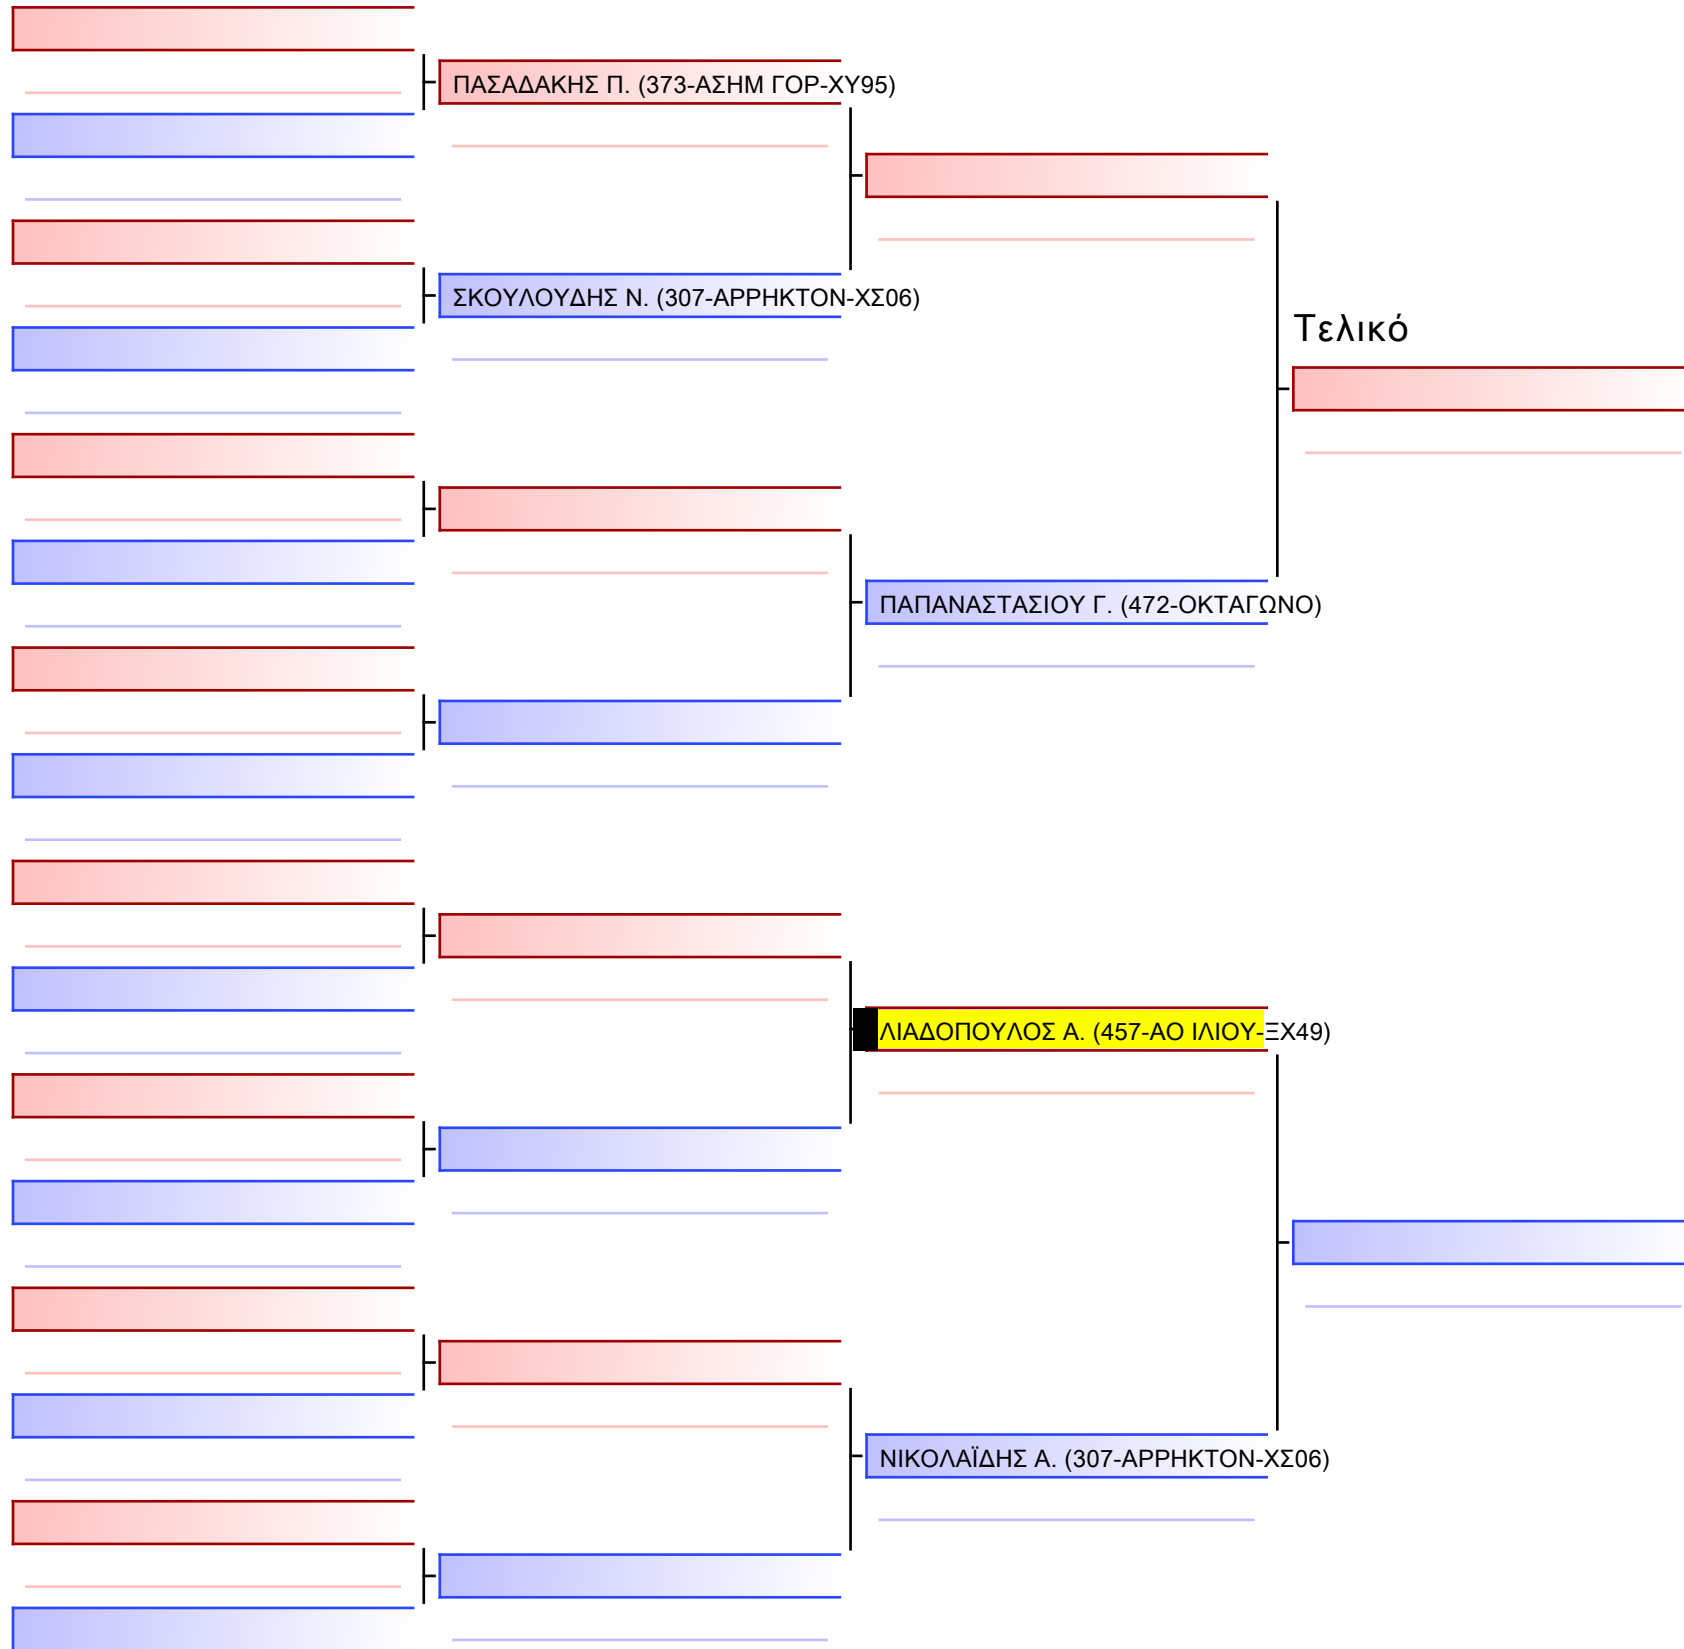 ΠΑΣΑΔΑΚΗΣ Π. (373-ΑΣΗΜ ΓΟΡ-ΧΥ95)
ΣΚΟΥΛΟΥΔΗΣ Ν. (307-ΑΡΡΗΚΤΟΝ-ΧΣ06)
Τελικό
ΠΑΠΑΝΑΣΤΑΣΙΟΥ Γ. (472-ΟΚΤΑΓΩΝΟ)
ΛΙΑΔΟΠΟΥΛΟΣ Α. (457-ΑΟ ΙΛΙΟΥ-ΞΧ49)
ΝΙΚΟΛΑΪΔΗΣ Α. (307-ΑΡΡΗΚΤΟΝ-ΧΣ06)